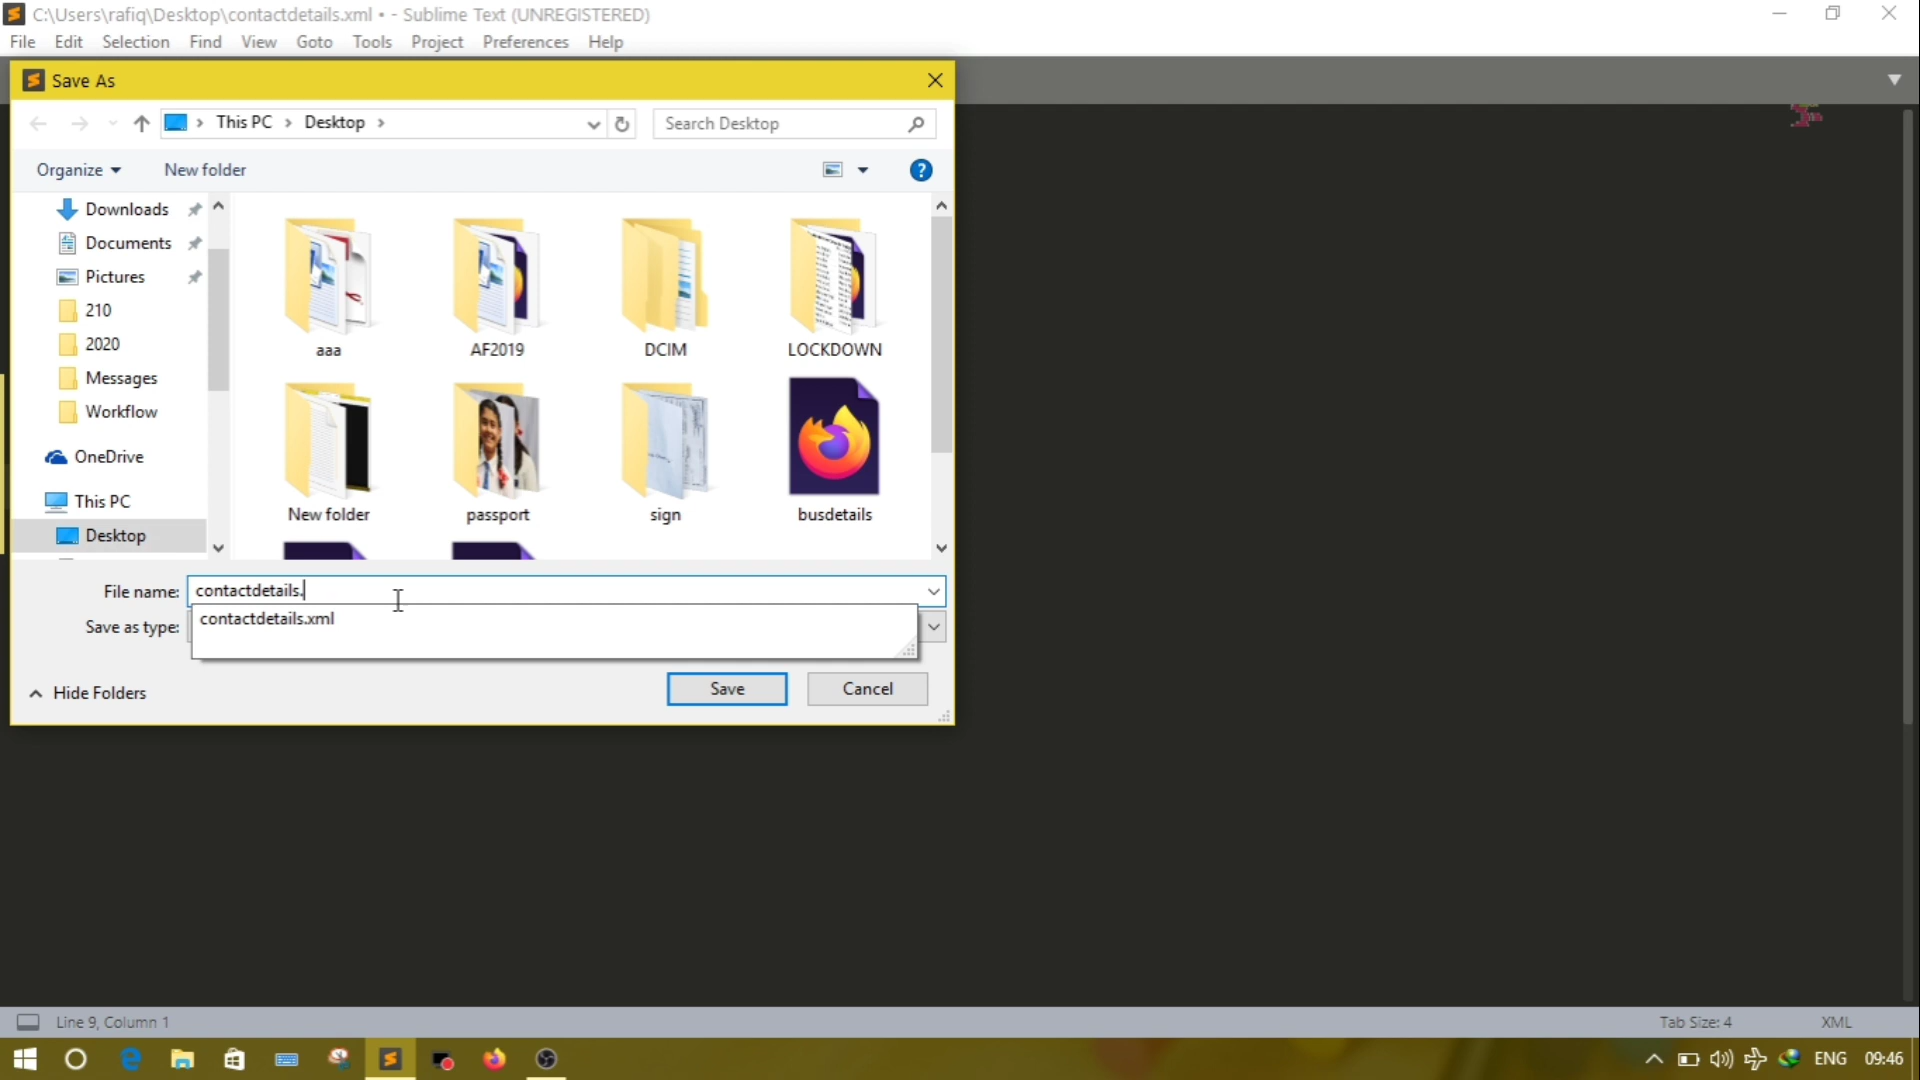 C:\Users\rafiq\Desktop\contactdetails.xml • - Sublime Text (UNREGISTERED)
File Edit Selection Find View Goto Tools Project Preferences Help
Save As
This PC > Desktop >
Search Desktop
Organize
New folder
?
Downloads
Documents
Pictures
210
2020
Messages
Workflow
OneDrive
This PC
Desktop
aaa
AF2019
DCIM
LOCKDOWN
New folder
passport
sign
busdetails
File name: contactdetails.
contactdetails.xml
Save as type:
Hide Folders
Save
Cancel
Line 9, Column 1
Tab Size: 4
XML
ENG
09:46